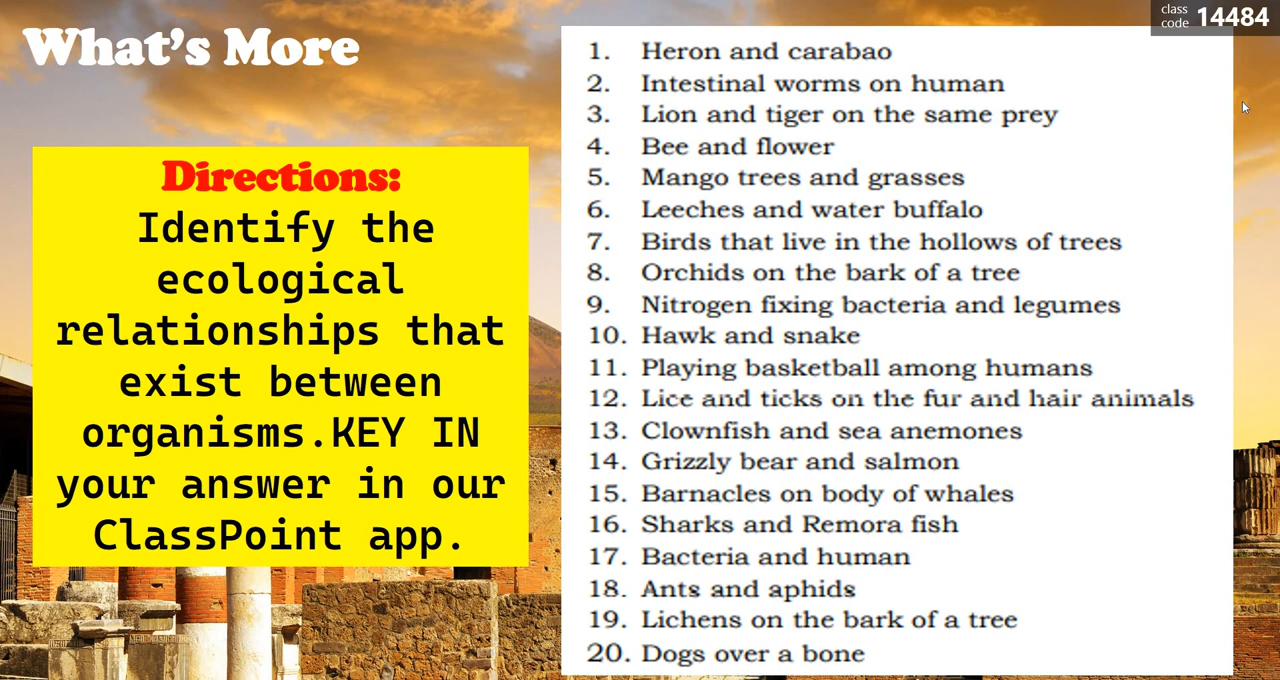 class
code 14484
What's More
Directions:
Identify the
ecological
relationships that
exist between
organisms.KEY IN
your answer in our
ClassPoint app.
1. Heron and carabao
2. Intestinal worms on human
3. Lion and tiger on the same prey
4. Bee and flower
5. Mango trees and grasses
6. Leeches and water buffalo
7. Birds that live in the hollows of trees
8. Orchids on the bark of a tree
9. Nitrogen fixing bacteria and legumes
10. Hawk and snake
11. Playing basketball among humans
12. Lice and ticks on the fur and hair animals
13. Clownfish and sea anemones
14. Grizzly bear and salmon
15. Barnacles on body of whales
16. Sharks and Remora fish
17. Bacteria and human
18. Ants and aphids
19. Lichens on the bark of a tree
20. Dogs over a bone